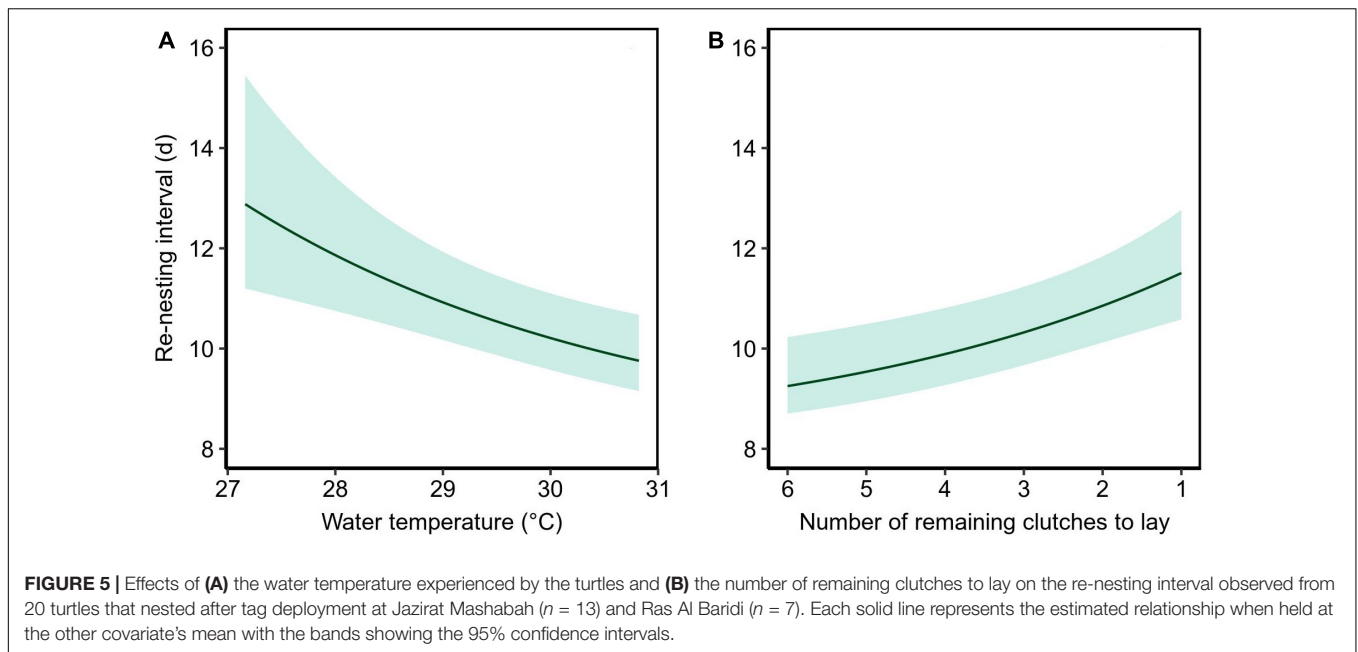 A
16
14
12
10
8
Re-nesting interval (d)
27 28 29 30 31
Water temperature (°C)
B
16
14
12
10
8
6 5 4 3 2 1
Number of remaining clutches to lay
FIGURE 5 | Effects of (A) the water temperature experienced by the turtles and (B) the number of remaining clutches to lay on the re-nesting interval observed from
20 turtles that nested after tag deployment at Jazirat Mashabah (n = 13) and Ras Al Baridi (n = 7). Each solid line represents the estimated relationship when held at
the other covariate's mean with the bands showing the 95% confidence intervals.